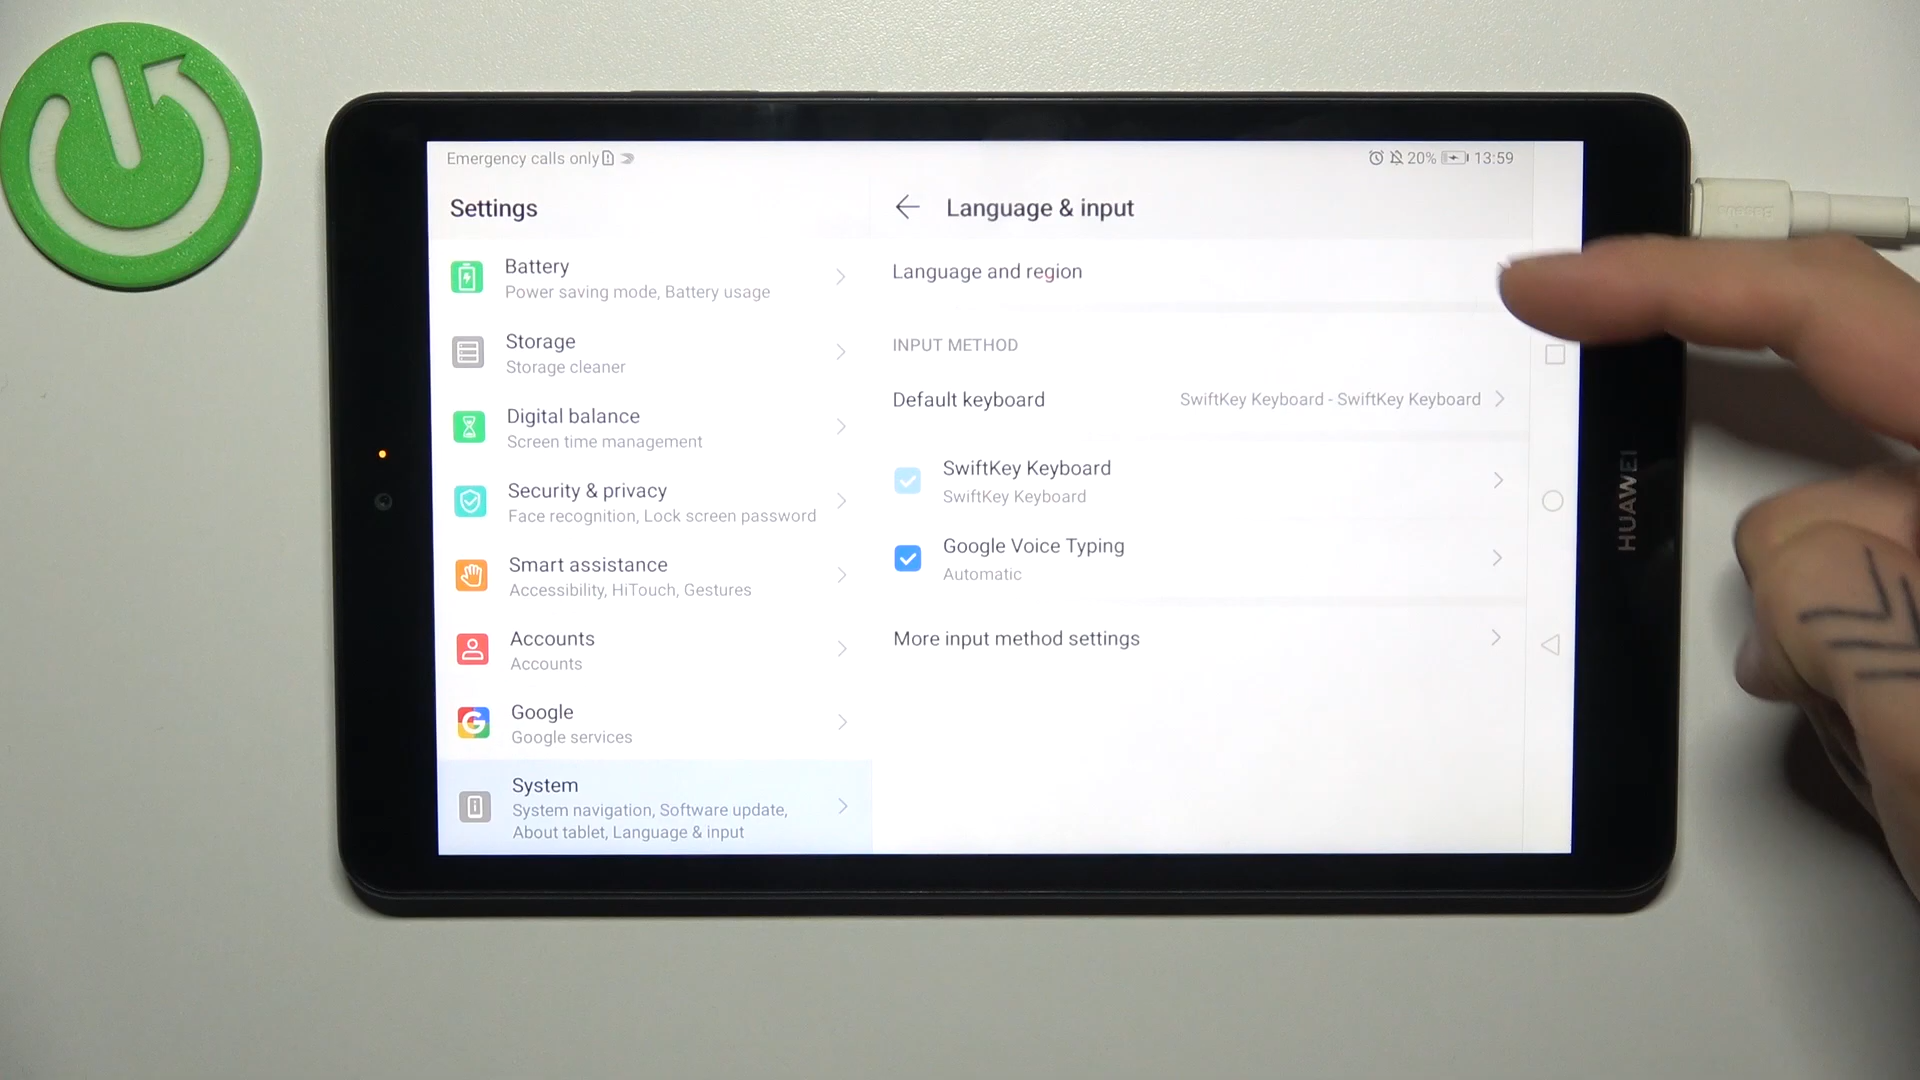 Emergency calls only
20% 13:59
Settings
Language & input
Battery
Power saving mode, Battery usage
Storage
Storage cleaner
Digital balance
Screen time management
Security & privacy
Face recognition, Lock screen password
Smart assistance
Accessibility, HiTouch, Gestures
Accounts
Accounts
Google
Google services
System
System navigation, Software update,
About tablet, Language & input
Language and region
INPUT METHOD
Default keyboard SwiftKey Keyboard - SwiftKey Keyboard
SwiftKey Keyboard
SwiftKey Keyboard
Google Voice Typing
Automatic
More input method settings
HUAWEI